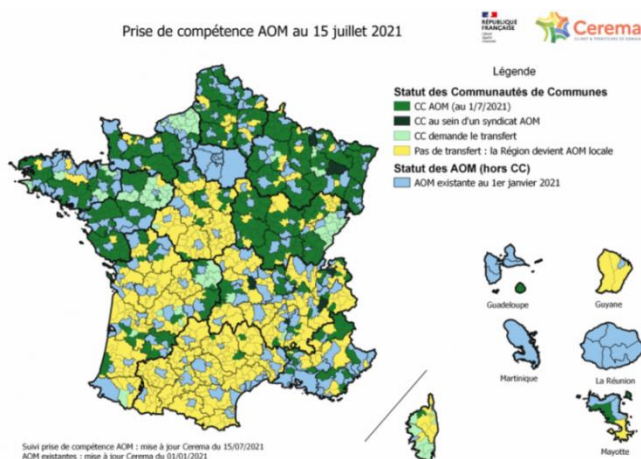 Prise de compétence AOM au 15 juillet 2021
RÉPUBLIQUE
FRANÇAISE
Cerema
Légende
Statut des Communautés de Communes
CC AOM (au 1/7/2021)
CC au sein d'un syndicat AOM
CC demande le transfert
Pas de transfert : la Région devient AOM locale
Statut des AOM (hors CC)
AOM existante au 1er janvier 2021
Guadeloupe
Guyane
Martinique
La Réunion
Mayotte
Suivi prise de compétence AOM : mise à jour Cerema du 15/07/2021
AOM existantes : mise à jour Cerema du 01/01/2021